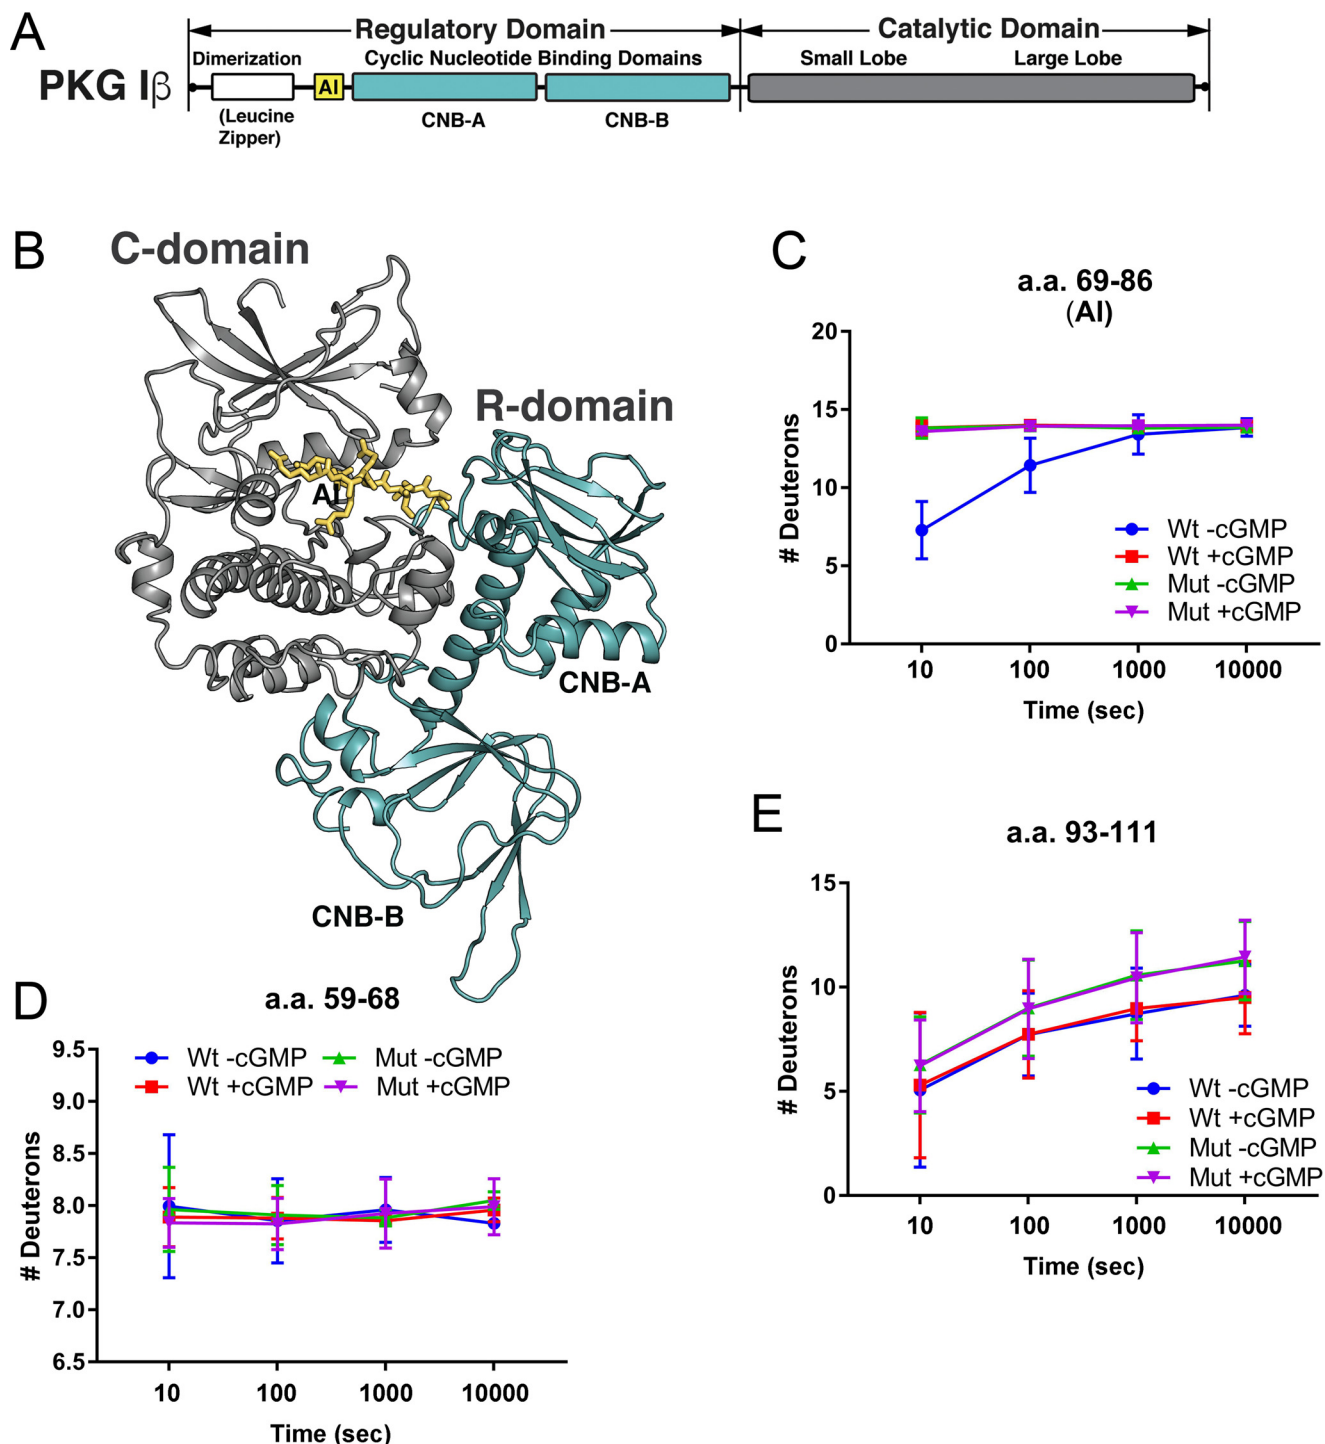 A
Regulatory Domain
Catalytic Domain
Dimerization
Cyclic Nucleotide Binding Domains
Small Lobe
Large Lobe
PKG Iβ
AI
(Leucine
Zipper)
CNB-A
CNB-B
B
C-domain
R-domain
AI
CNB-A
CNB-B
C
a.a. 69-86
(AI)
# Deuterons
20
15
10
5
0
Wt -cGMP
Wt +cGMP
Mut -cGMP
Mut +cGMP
10 100 1000 10000
Time (sec)
D
a.a. 59-68
# Deuterons
9.5
9.0
8.5
8.0
7.5
7.0
6.5
Wt -cGMP Mut -cGMP
Wt +cGMP Mut +cGMP
10 100 1000 10000
Time (sec)
E
a.a. 93-111
# Deuterons
15
10
5
0
Wt -cGMP
Wt +cGMP
Mut -cGMP
Mut +cGMP
10 100 1000 10000
Time (sec)